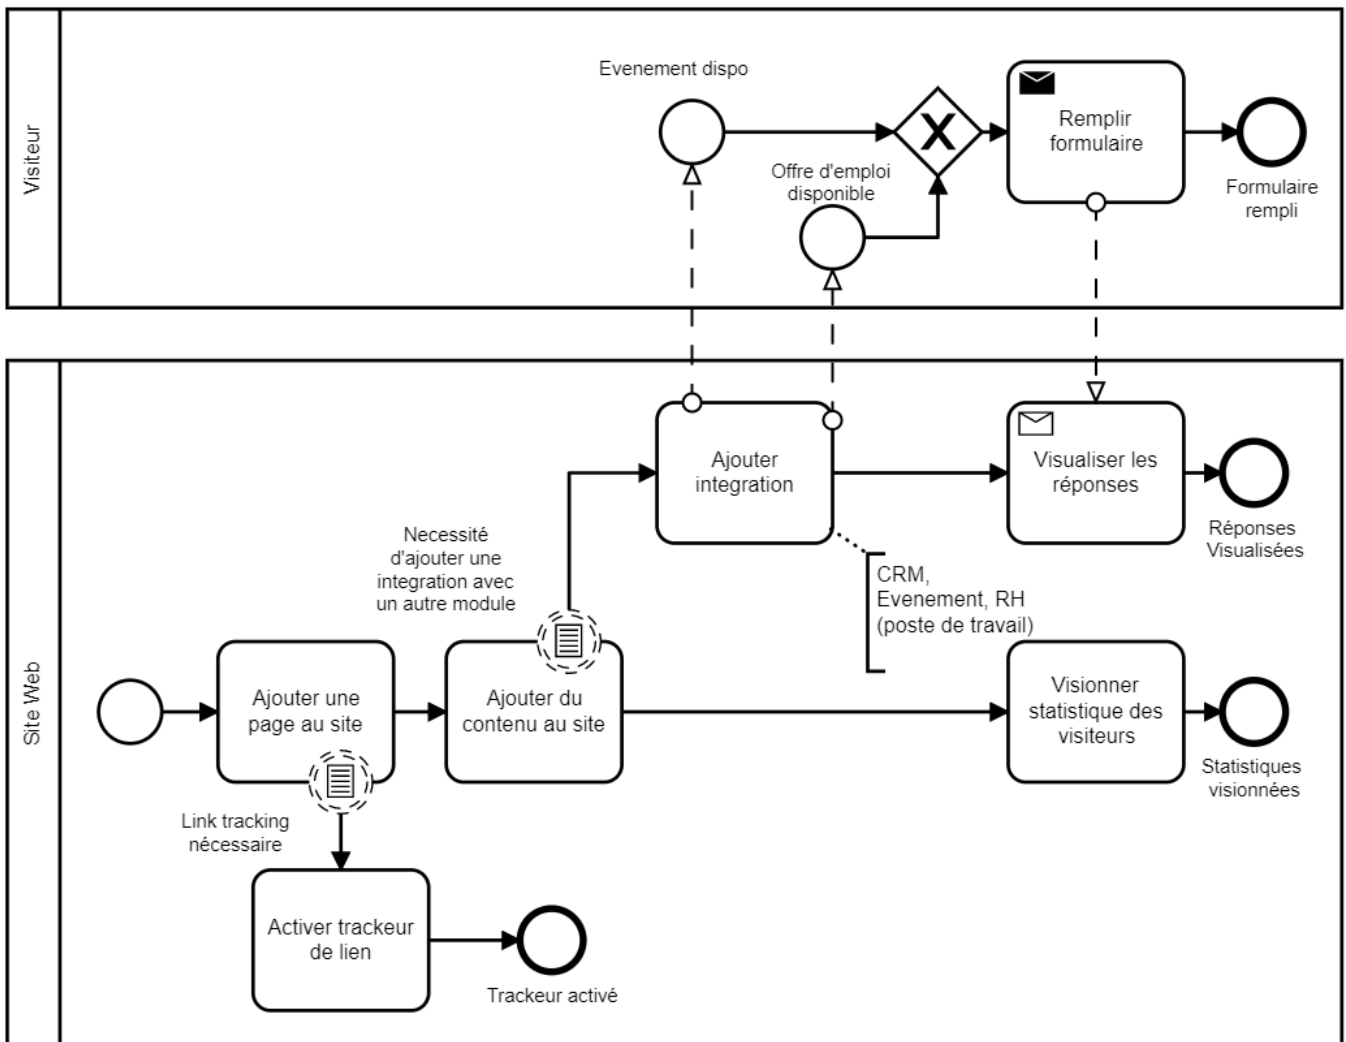 Visiteur
Evenement dispo
Offre d'emploi
disponible
X
Remplir
formulaire
Formulaire
rempli
Site Web
Ajouter
integration
Visualiser les
réponses
Réponses
Visualisées
Necessité
d'ajouter une
integration avec
un autre module
CRM,
Evenement, RH
(poste de travail)
Ajouter une
page au site
Ajouter du
contenu au site
Visionner
statistique des
visiteurs
Statistiques
visionnées
Link tracking
nécessaire
Activer trackeur
de lien
Trackeur activé